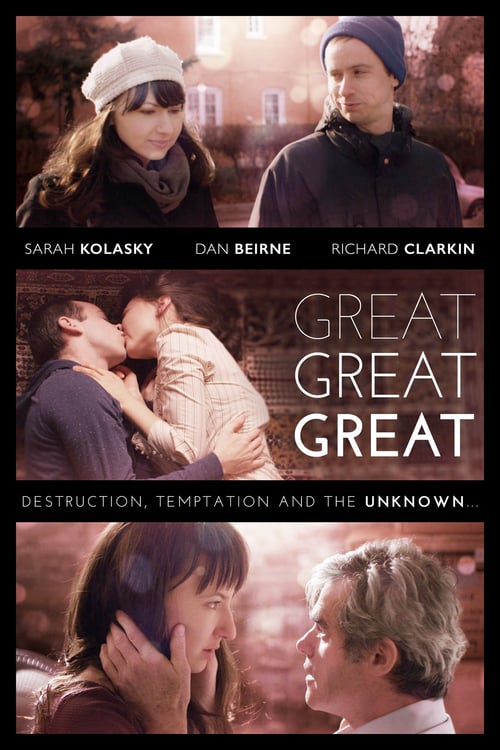 SARAH KOLASKY DAN BEIRNE RICHARD CLARKIN
GREAT
GREAT
GREAT
DESTRUCTION, TEMPTATION AND THE UNKNOWN...